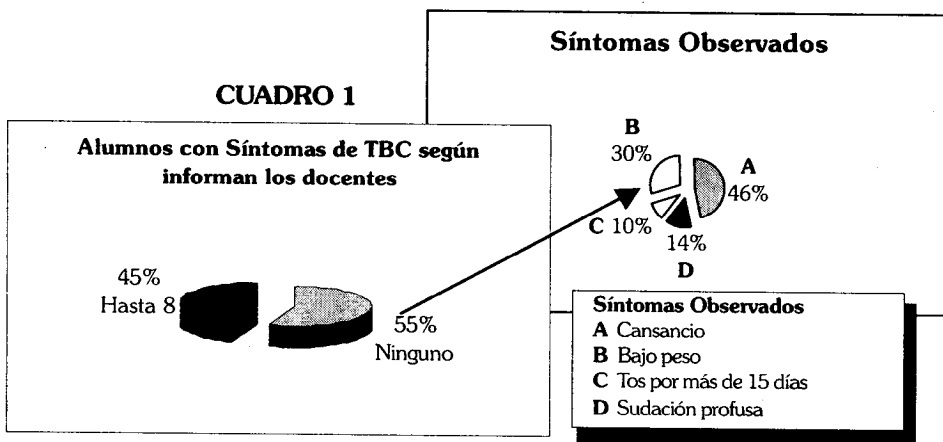 CUADRO 1
Alumnos con Síntomas de TBC según
informan los docentes
45%
Hasta 8
55%
Ninguno
Síntomas Observados
B
30%
A
46%
C 10%
14%
D
Síntomas Observados
A Cansancio
B Bajo peso
C Tos por más de 15 días
D Sudación profusa